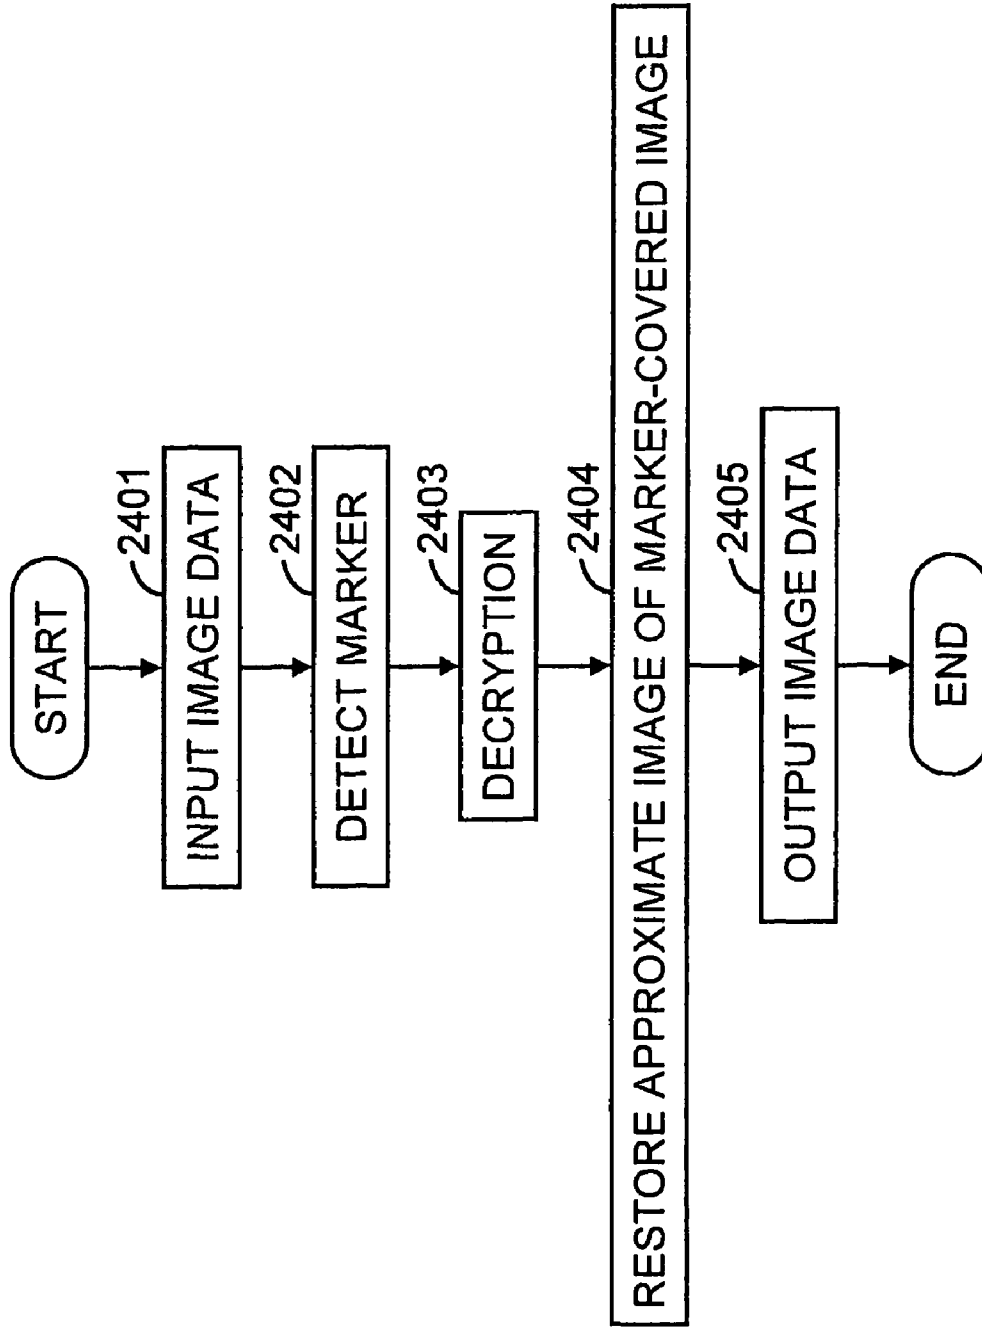 START
2401
INPUT IMAGE DATA
2402
DETECT MARKER
2403
DECRYPTION
2404
RESTORE APPROXIMATE IMAGE OF MARKER-COVERED IMAGE
2405
OUTPUT IMAGE DATA
END